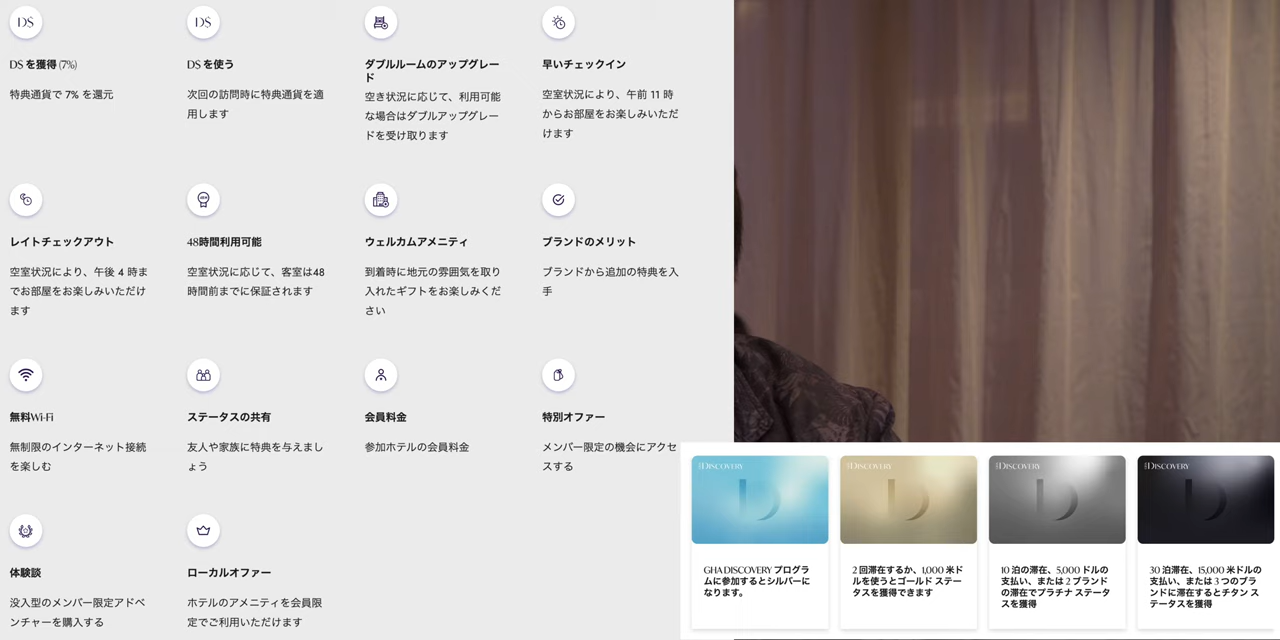 DS
DS
DS を獲得 (7%)
特典通貨で 7% を還元
DS を使う
次回の訪問時に特典通貨を適
用します
ダブルルームのアップグレー
ド
空き状況に応じて、利用可能
な場合はダブルアップグレー
ドを受け取ります
早いチェックイン
空室状況により、午前 11 時
からお部屋をお楽しみいただ
けます
レイトチェックアウト
空室状況により、午後 4 時ま
でお部屋をお楽しみいただけ
ます
48時間利用可能
空室状況に応じて、客室は48
時間前までに保証されます
ウェルカムアメニティ
到着時に地元の雰囲気を取り
入れたギフトをお楽しみくだ
さい
ブランドのメリット
ブランドから追加の特典を入
手
無料Wi-Fi
無制限のインターネット接続
を楽しむ
ステータスの共有
友人や家族に特典を与えまし
ょう
会員料金
参加ホテルの会員料金
特別オファー
メンバー限定の機会にアクセ
スする
体験談
没入型のメンバー限定アドベ
ンチャーを購入する
ローカルオファー
ホテルのアメニティを会員限
定でご利用いただけます
DISCOVERY
D
GHA DISCOVERY プログラ
ムに参加するとシルバーに
なります。
DISCOVERY
D
2 回滞在するか、1,000 米ド
ルを使うとゴールド ステー
タスを獲得できます
DISCOVERY
D
10 泊の滞在、5,000 ドルの
支払い、または 2 ブランド
の滞在でプラチナ ステータ
スを獲得
DISCOVERY
D
30 泊滞在、15,000 米ドルの
支払い、または 3 つのブラ
ンドに滞在するとチタン ス
テータスを獲得